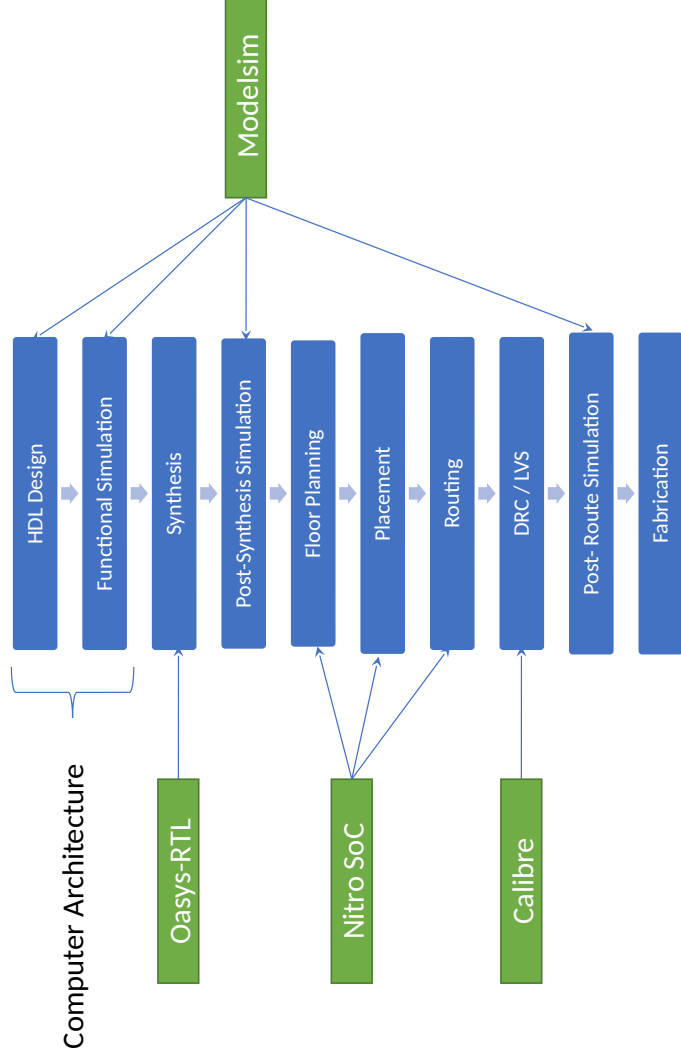 Computer Architecture
HDL Design
Functional Simulation
Synthesis
Post-Synthesis Simulation
Floor Planning
Placement
Routing
DRC / LVS
Post- Route Simulation
Fabrication
Oasys-RTL
Nitro SoC
Calibre
Modelsim